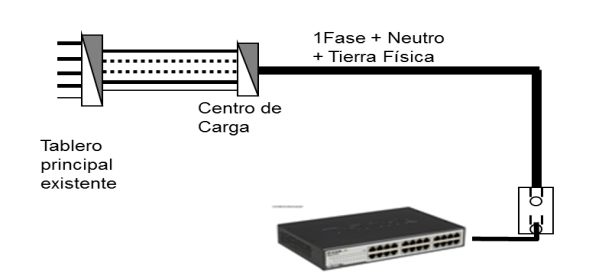 1Fase + Neutro
+ Tierra Física
Centro de
Carga
Tablero
principal
existente